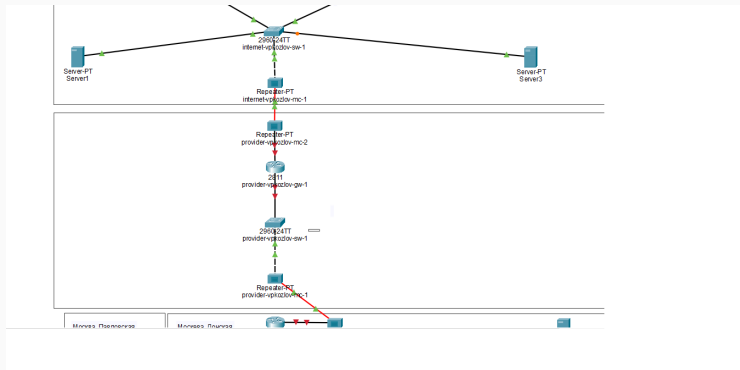 2960-24TT
internet-vpkozlov-sw-1
Server-PT
Server1
Server-PT
Server3
Repeater-PT
internet-vpkozlov-mc-1
Repeater-PT
provider-vpkozlov-mc-2
2811
provider-vpkozlov-gw-1
2960-24TT
provider-vpkozlov-sw-1
Repeater-PT
provider-vpkozlov-mc-1
Москва, Павловская
Москва, Донская